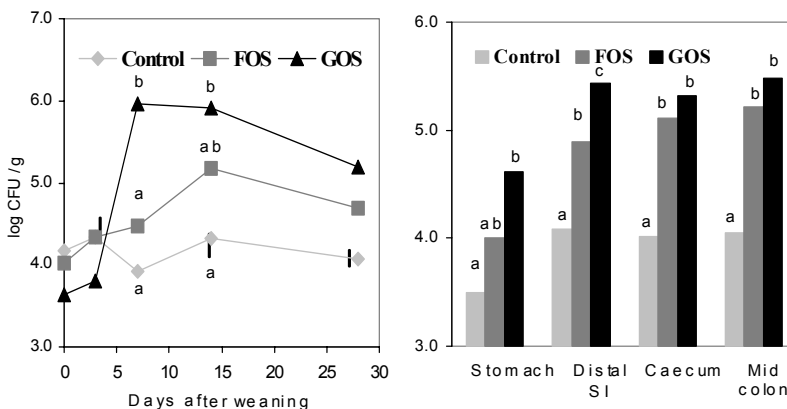 7.0
Control FOS GOS
b
b
6.0
a b
a
5.0
log CFU/g
4.0
a
a
3.0
0 5 10 15 20 25 30
Days after weaning
6.0
Control FOS GOS
c
b
b
b
b
b
5.0
b
a b
a
a
a
4.0
a
3.0
Stomach Distal SI Caecum Mid colon